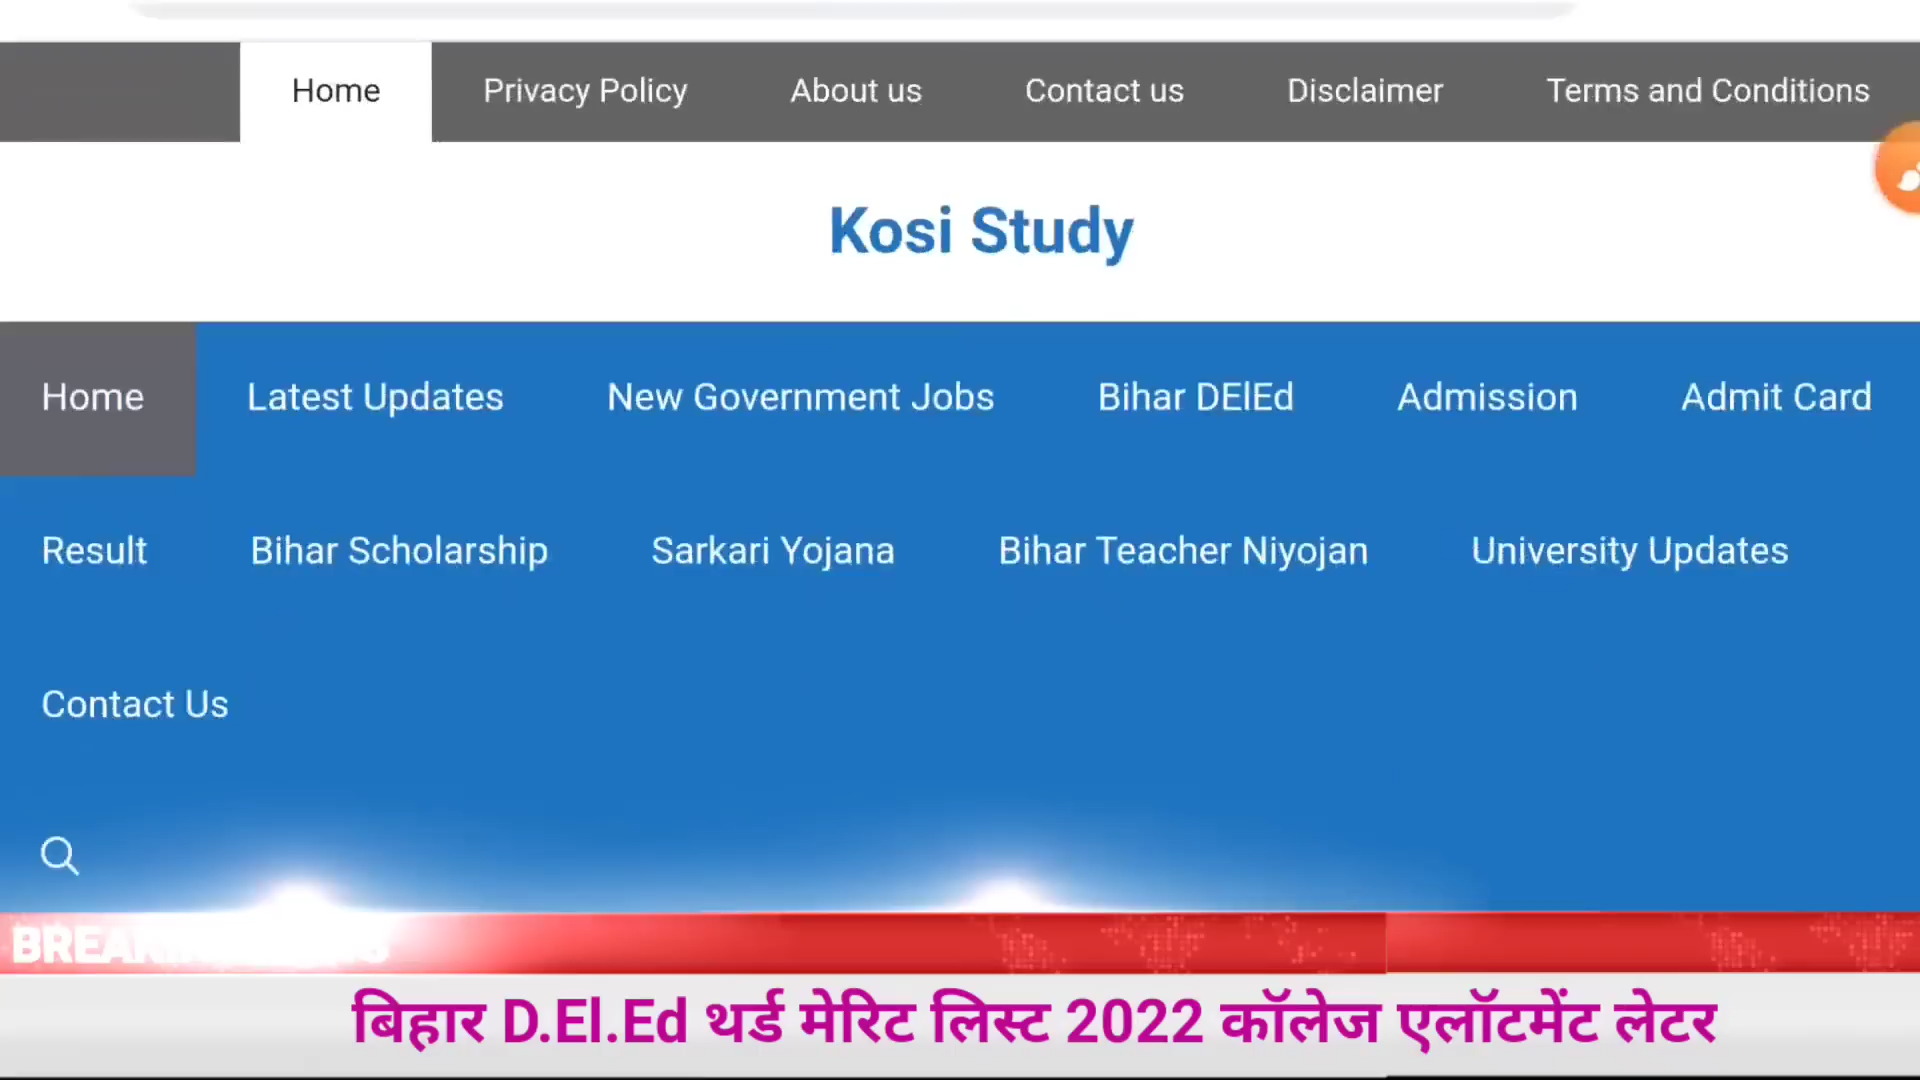 Home Privacy Policy About us Contact us Disclaimer Terms and Conditions
Kosi Study
Home Latest Updates New Government Jobs Bihar DElEd Admission Admit Card
Result Bihar Scholarship Sarkari Yojana Bihar Teacher Niyojan University Updates
Contact Us
बिहार D.El.Ed थर्ड मेरिट लिस्ट 2022 कॉलेज एलॉटमेंट लेटर